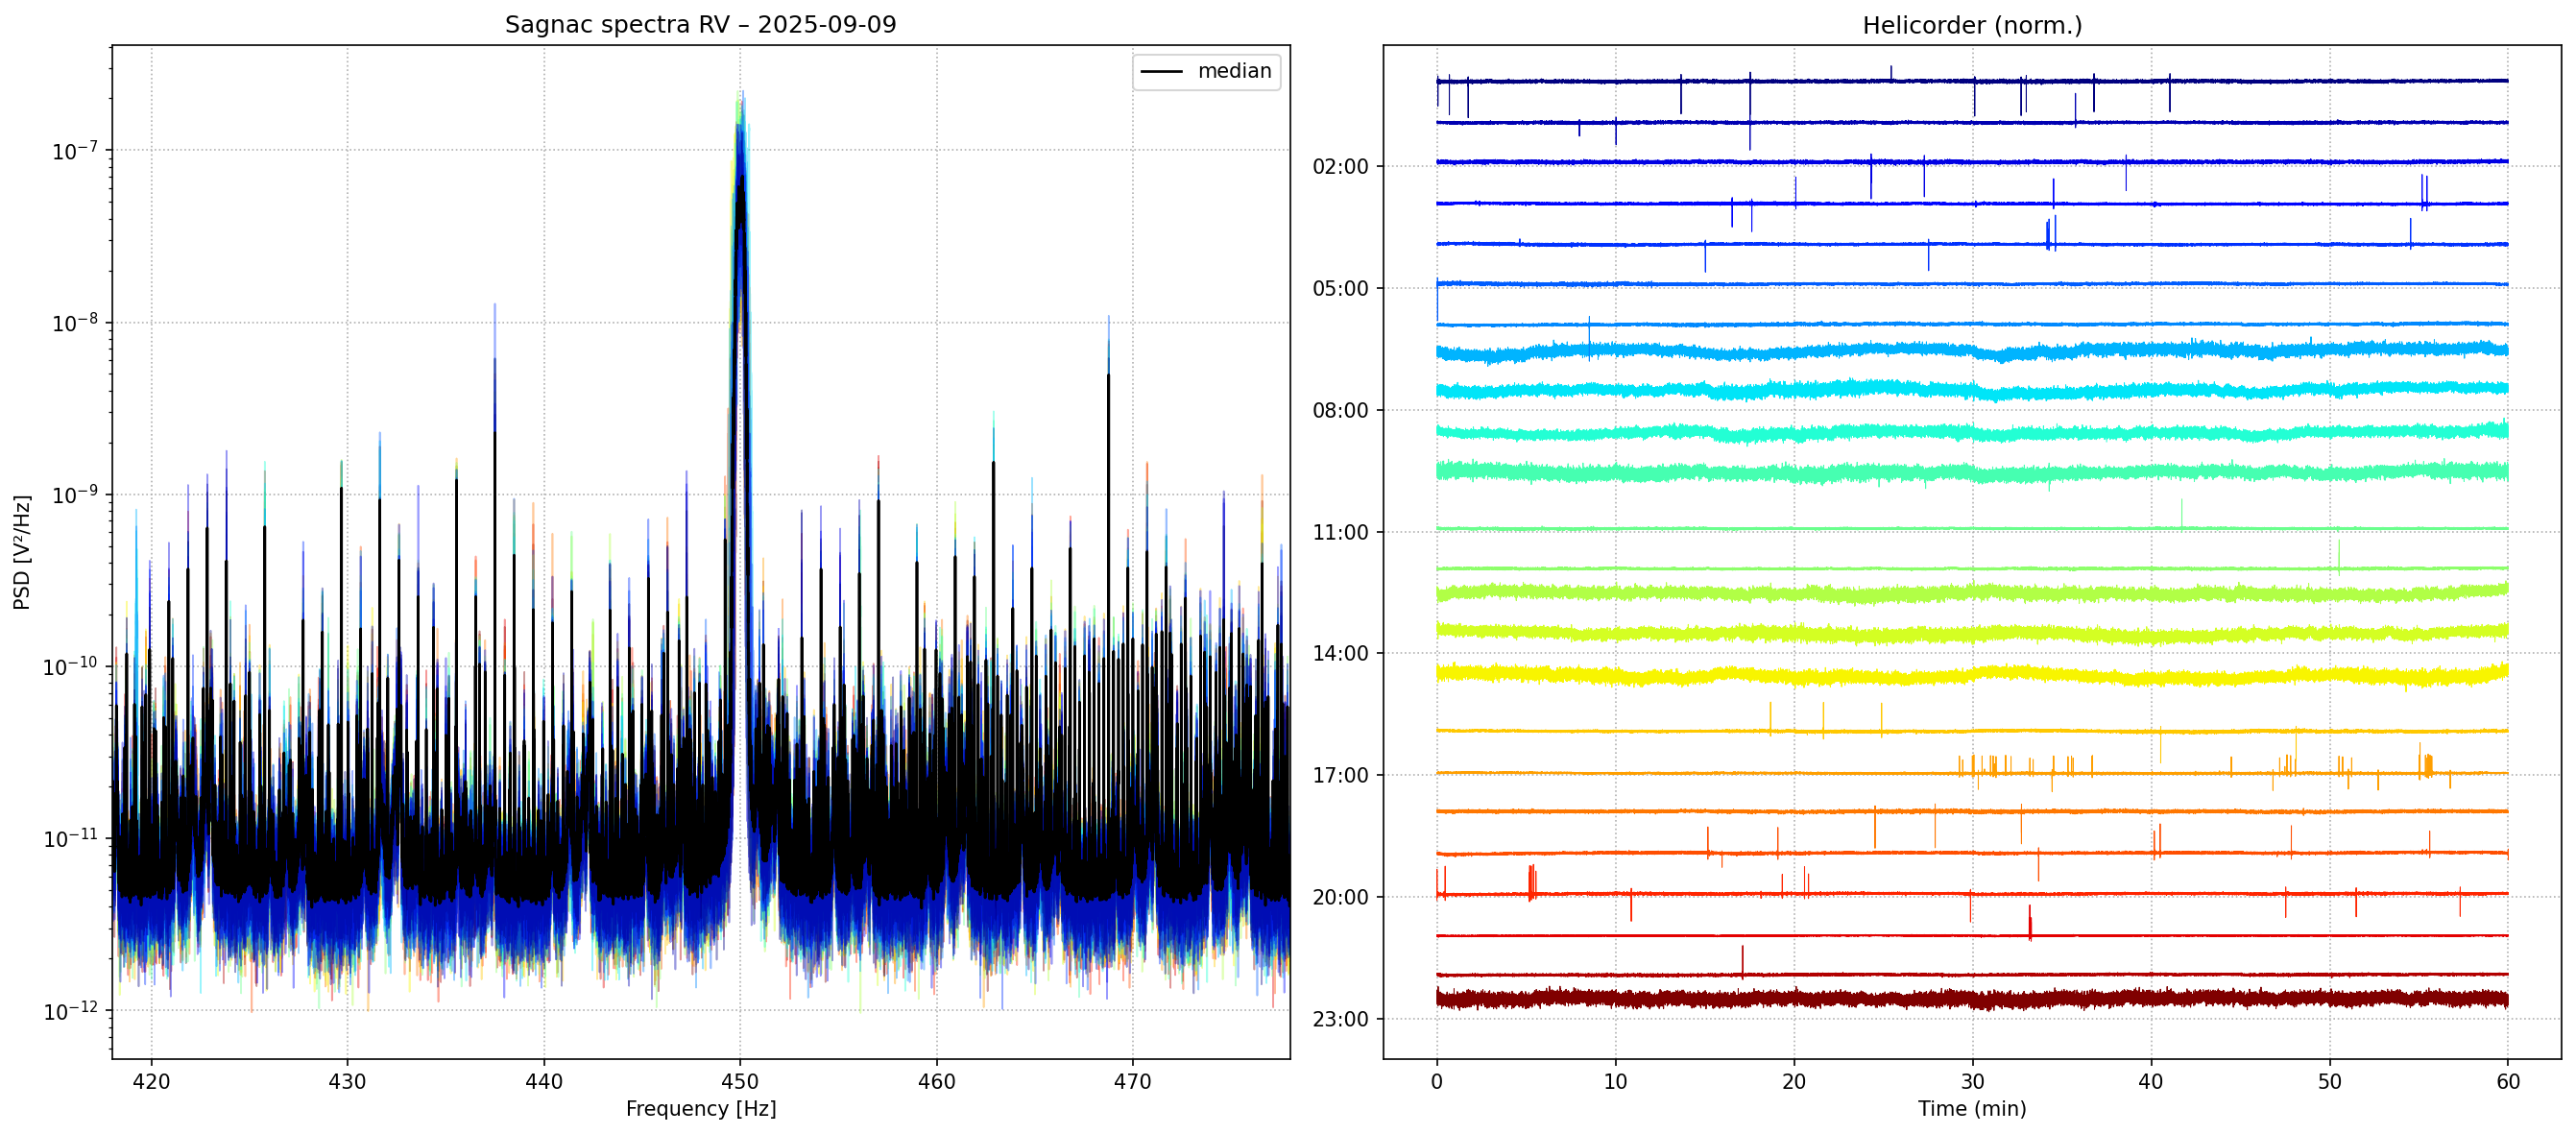 Sagnac spectra RV – 2025-09-09
median
10⁻⁷
10⁻⁸
10⁻⁹
10⁻¹⁰
10⁻¹¹
10⁻¹²
PSD [V²/Hz]
420 430 440 450 460 470
Frequency [Hz]
Helicorder (norm.)
02:00
05:00
08:00
11:00
14:00
17:00
20:00
23:00
0 10 20 30 40 50 60
Time (min)